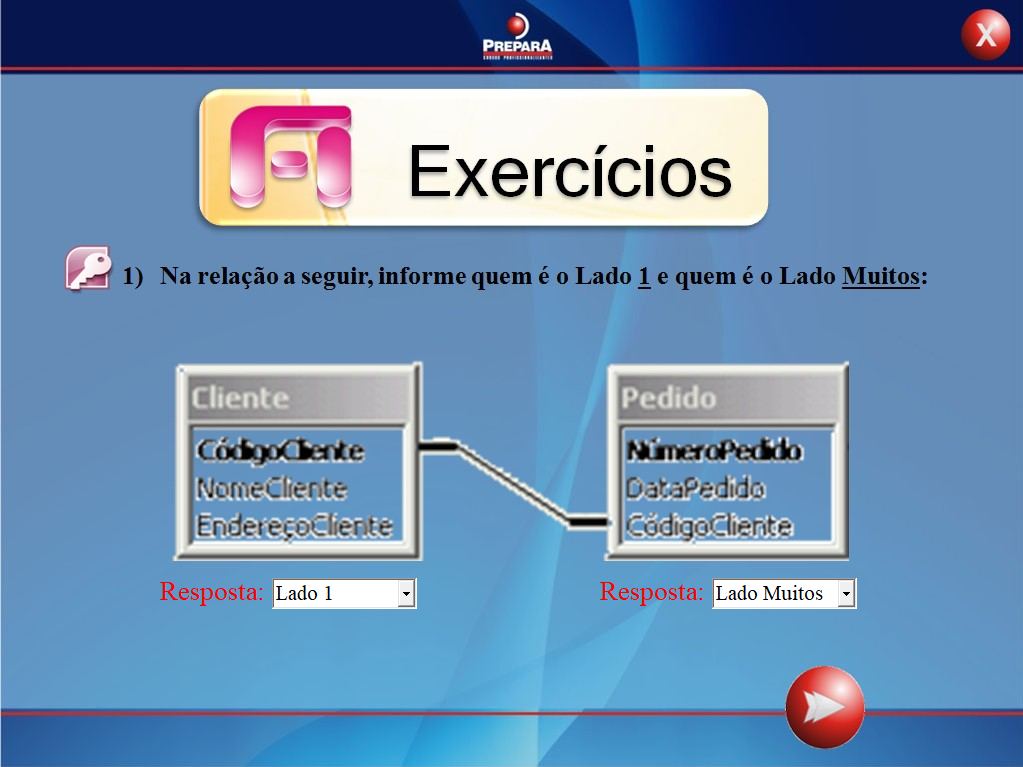 PREPARA
CURSOS PROFISSIONALIZANTES
X
Exercícios
1) Na relação a seguir, informe quem é o Lado 1 e quem é o Lado Muitos:
Cliente
CódigoCliente
NomeCliente
EndereçoCliente
Pedido
NúmeroPedido
DataPedido
CódigoCliente
Resposta: Lado 1
Resposta: Lado Muitos